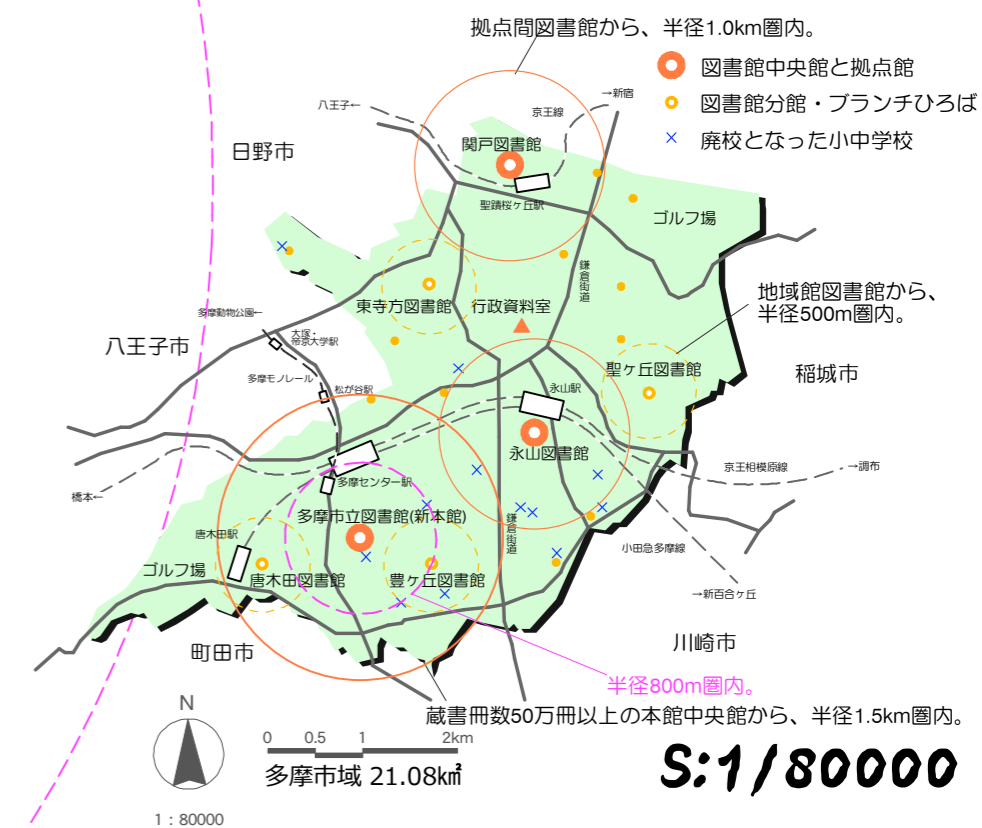 拠点間図書館から、半径1.0km圏内。
図書館中央館と拠点館
図書館分館・ブランチひろば
廃校となった小中学校
→新宿
八王子←
京王線
日野市
関戸図書館
聖蹟桜ヶ丘駅
ゴルフ場
鎌倉街道
地域館図書館から、
半径500m圏内。
東寺方図書館
行政資料室
多摩動物公園←
大塚・
帝京大学駅
八王子市
聖ヶ丘図書館
稲城市
多摩モノレール
松が谷駅
永山駅
永山図書館
京王相模原線
→調布
橋本←
多摩センター駅
多摩市立図書館(新本館)
鎌倉街道
唐木田駅
小田急多摩線
ゴルフ場
唐木田図書館
豊ヶ丘図書館
→新百合ヶ丘
町田市
川崎市
半径800m圏内。
蔵書冊数50万冊以上の本館中央館から、半径1.5km圏内。
N
0 0.5 1 2km
多摩市域 21.08k㎡
S:1/80000
1：80000